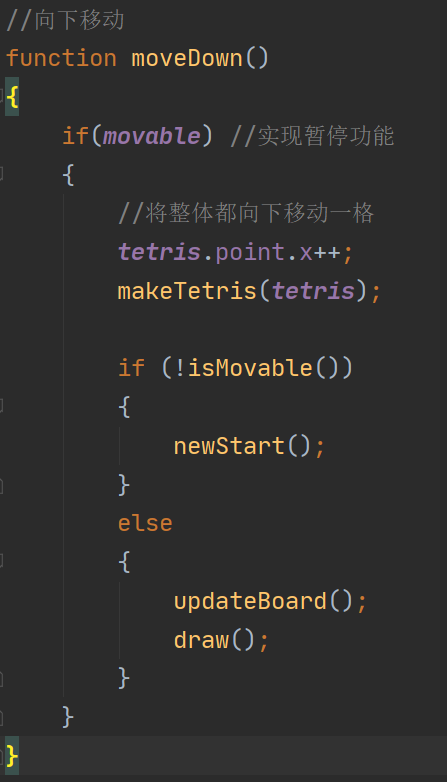 //向下移动
function moveDown()
{
    if(movable) //实现暂停功能
    {
        //将整体都向下移动一格
        tetris.point.x++;
        makeTetris(tetris);

        if (!isMovable())
        {
            newStart();
        }
        else
        {
            updateBoard();
            draw();
        }
    }
}